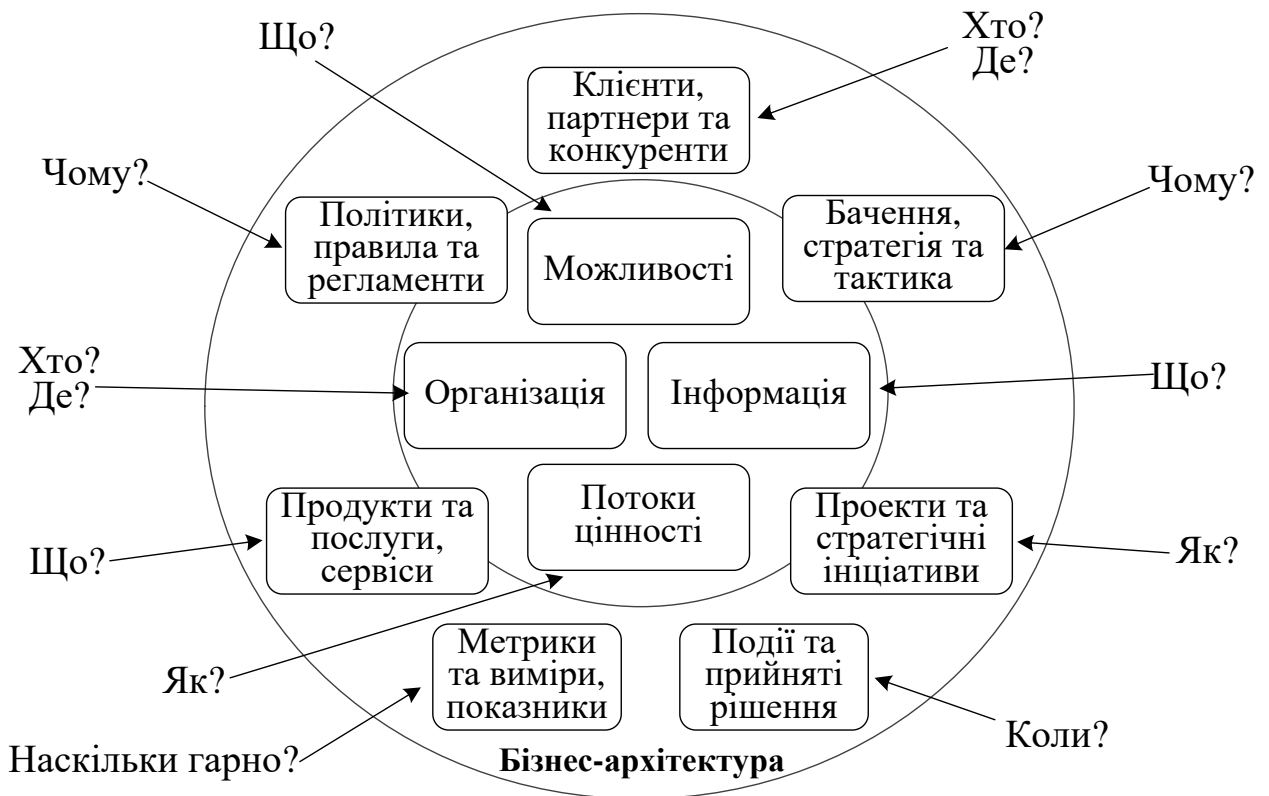 Що?
Хто?
Де?
Клієнти,
партнери та
конкуренти
Чому?
Політики,
правила та
регламенти
Можливості
Бачення,
стратегія та
тактика
Чому?
Хто?
Де?
Організація
Інформація
Що?
Продукти та
послуги,
сервіси
Потоки
цінності
Проекти та
стратегічні
ініціативи
Що?
Як?
Як?
Метрики
та виміри,
показники
Події та
прийняті
рішення
Коли?
Наскільки гарно?
Бізнес-архітектура